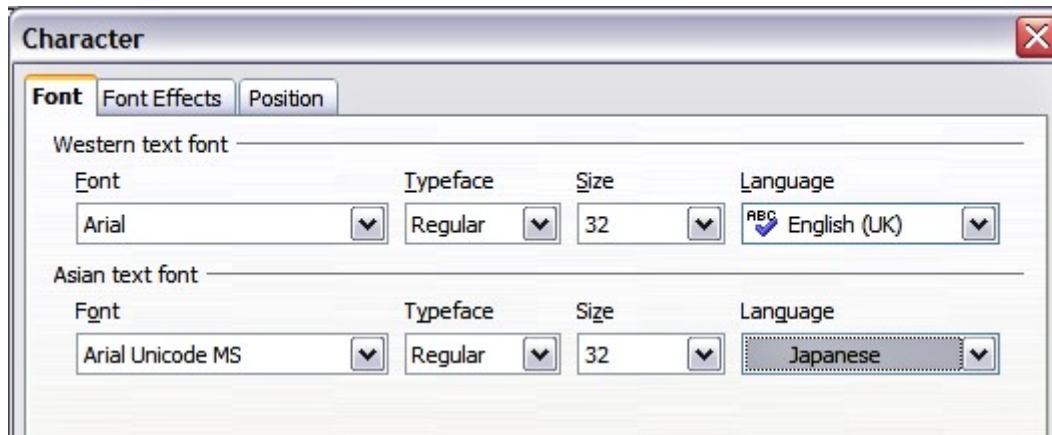 Character
Font Font Effects Position
Western text font
Font Typeface Size Language
Arial Regular 32 ABC English (UK)
Asian text font
Font Typeface Size Language
Arial Unicode MS Regular 32 Japanese